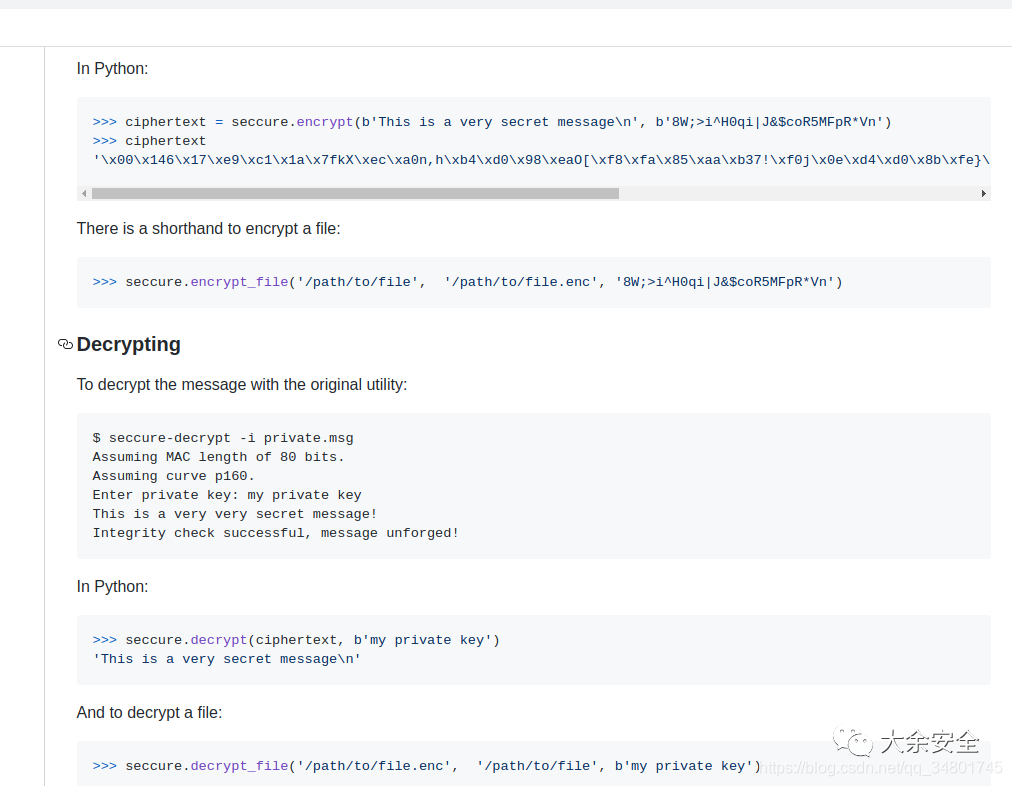 In Python:
>>> ciphertext = seccure.encrypt(b'This is a very secret message\n', b'8W;>i^H0qi|J&$coR5MFpR*Vn')
>>> ciphertext
'\x00\x146\x17\xe9\xc1\x1a\x7fkX\xec\xa0n,h\xb4\xd0\x98\xeaO[\xf8\xfa\x85\xaa\xb37!\xf0j\x0e\xd4\xd0\x8b\xfe}\
There is a shorthand to encrypt a file:
>>> seccure.encrypt_file('/path/to/file',  '/path/to/file.enc', '8W;>i^H0qi|J&$coR5MFpR*Vn')
Decrypting
To decrypt the message with the original utility:
$ seccure-decrypt -i private.msg
Assuming MAC length of 80 bits.
Assuming curve p160.
Enter private key: my private key
This is a very very secret message!
Integrity check successful, message unforged!
In Python:
>>> seccure.decrypt(ciphertext, b'my private key')
'This is a very secret message\n'
And to decrypt a file:
>>> seccure.decrypt_file('/path/to/file.enc',  '/path/to/file', b'my private key')
大余安全
https://blog.csdn.net/qq_34801745